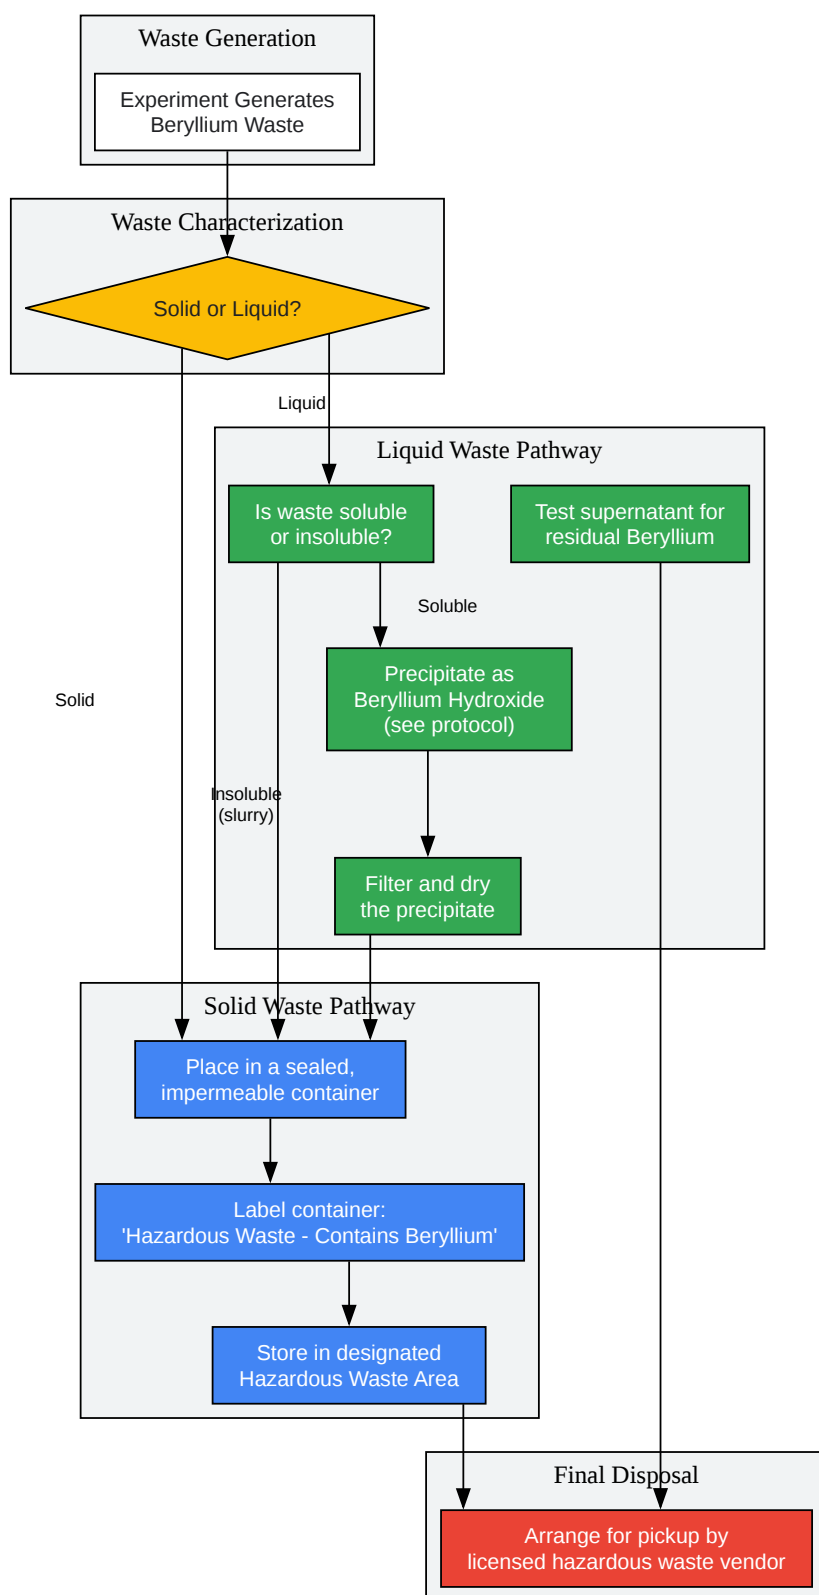 Waste Generation
Experiment Generates
Beryllium Waste
Waste Characterization
Solid or Liquid?
Liquid
Liquid Waste Pathway
Is waste soluble
or insoluble?
Test supernatant for
residual Beryllium
Soluble
Precipitate as
Beryllium Hydroxide
(see protocol)
Solid
Insoluble
(slurry)
Filter and dry
the precipitate
Solid Waste Pathway
Place in a sealed,
impermeable container
Label container:
'Hazardous Waste - Contains Beryllium'
Store in designated
Hazardous Waste Area
Final Disposal
Arrange for pickup by
licensed hazardous waste vendor